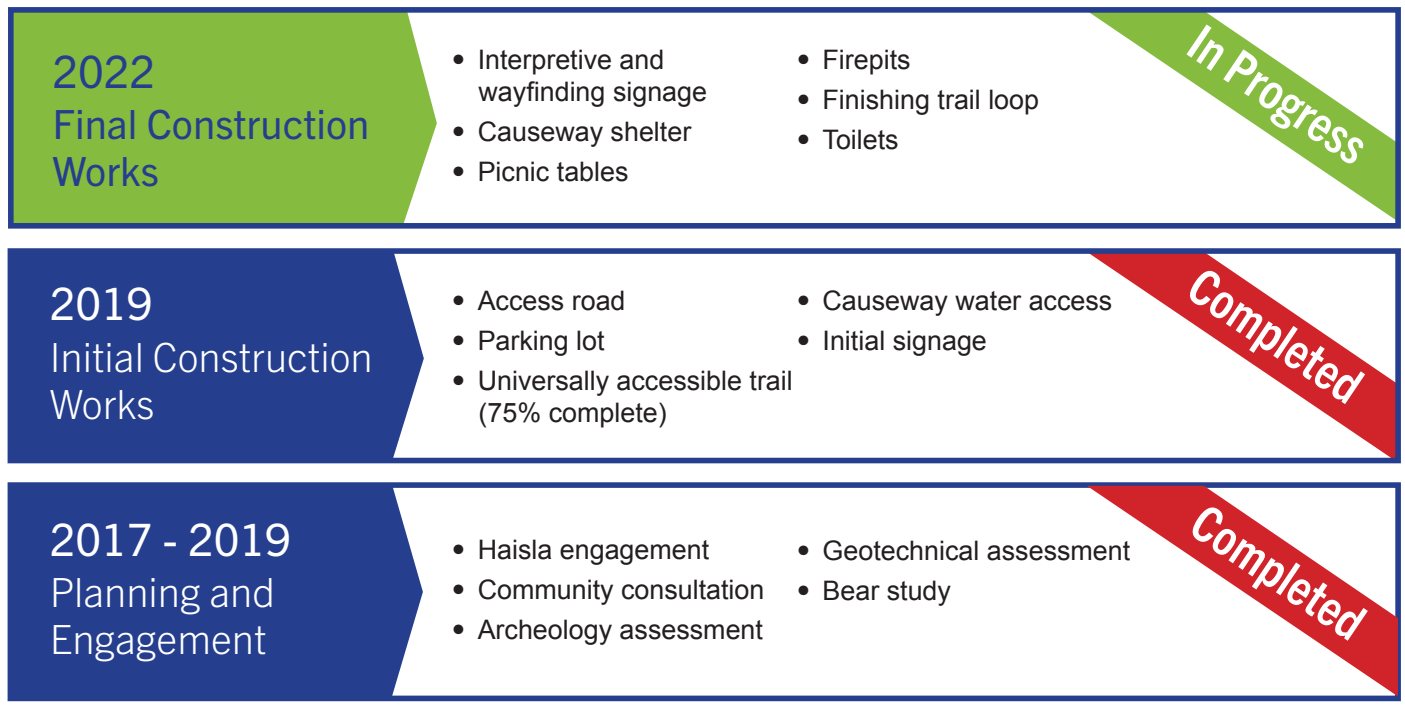 2022
Final Construction
Works
• Interpretive and
wayfinding signage
• Causeway shelter
• Picnic tables
• Firepits
• Finishing trail loop
• Toilets
In Progress
2019
Initial Construction
Works
• Access road
• Parking lot
• Universally accessible trail
(75% complete)
• Causeway water access
• Initial signage
Completed
2017 - 2019
Planning and
Engagement
• Haisla engagement
• Community consultation
• Archeology assessment
• Geotechnical assessment
• Bear study
Completed